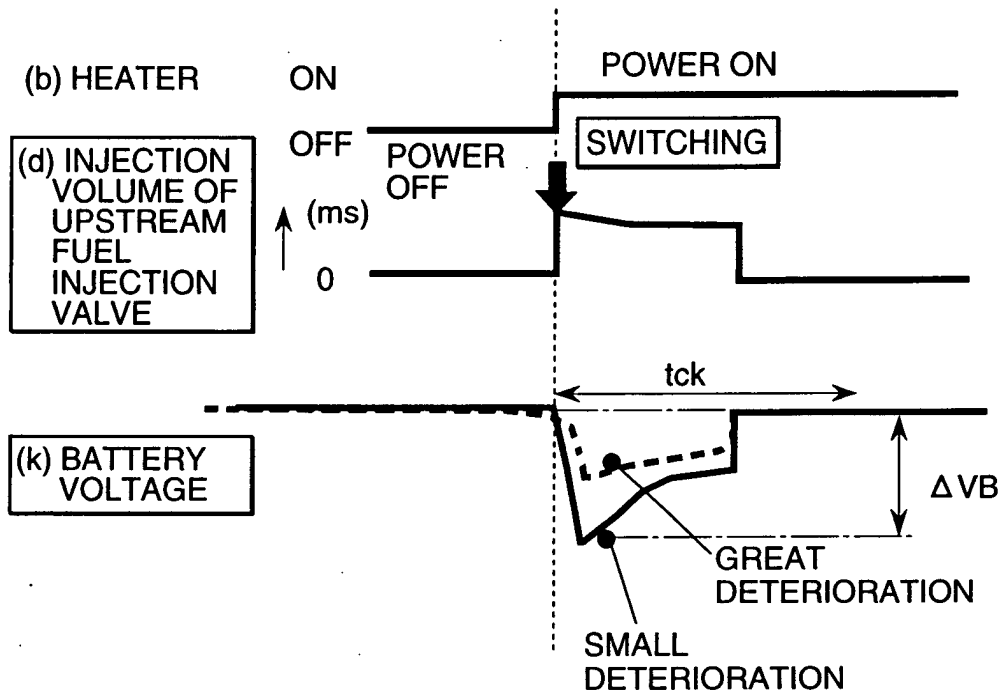 (b) HEATER
ON
POWER ON
OFF
POWER
OFF
SWITCHING
(d) INJECTION
VOLUME OF
UPSTREAM
FUEL
INJECTION
VALVE
(ms)
0
tck
(k) BATTERY
VOLTAGE
ΔVB
GREAT
DETERIORATION
SMALL
DETERIORATION